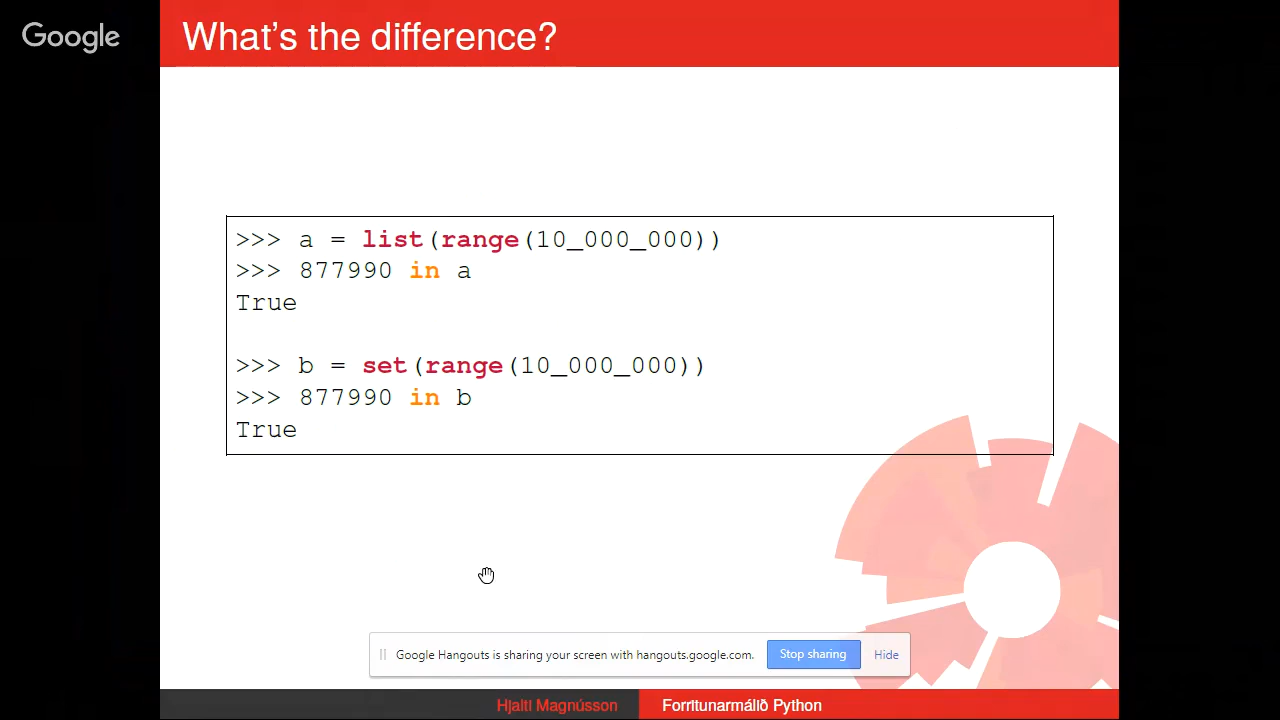 Google
What's the difference?
>>> a = list(range(10_000_000))
>>> 877990 in a
True
>>> b = set(range(10_000_000))
>>> 877990 in b
True
Google Hangouts is sharing your screen with hangouts.google.com.
Stop sharing
Hide
Hjalti Magnússon
Forritunarmálið Python